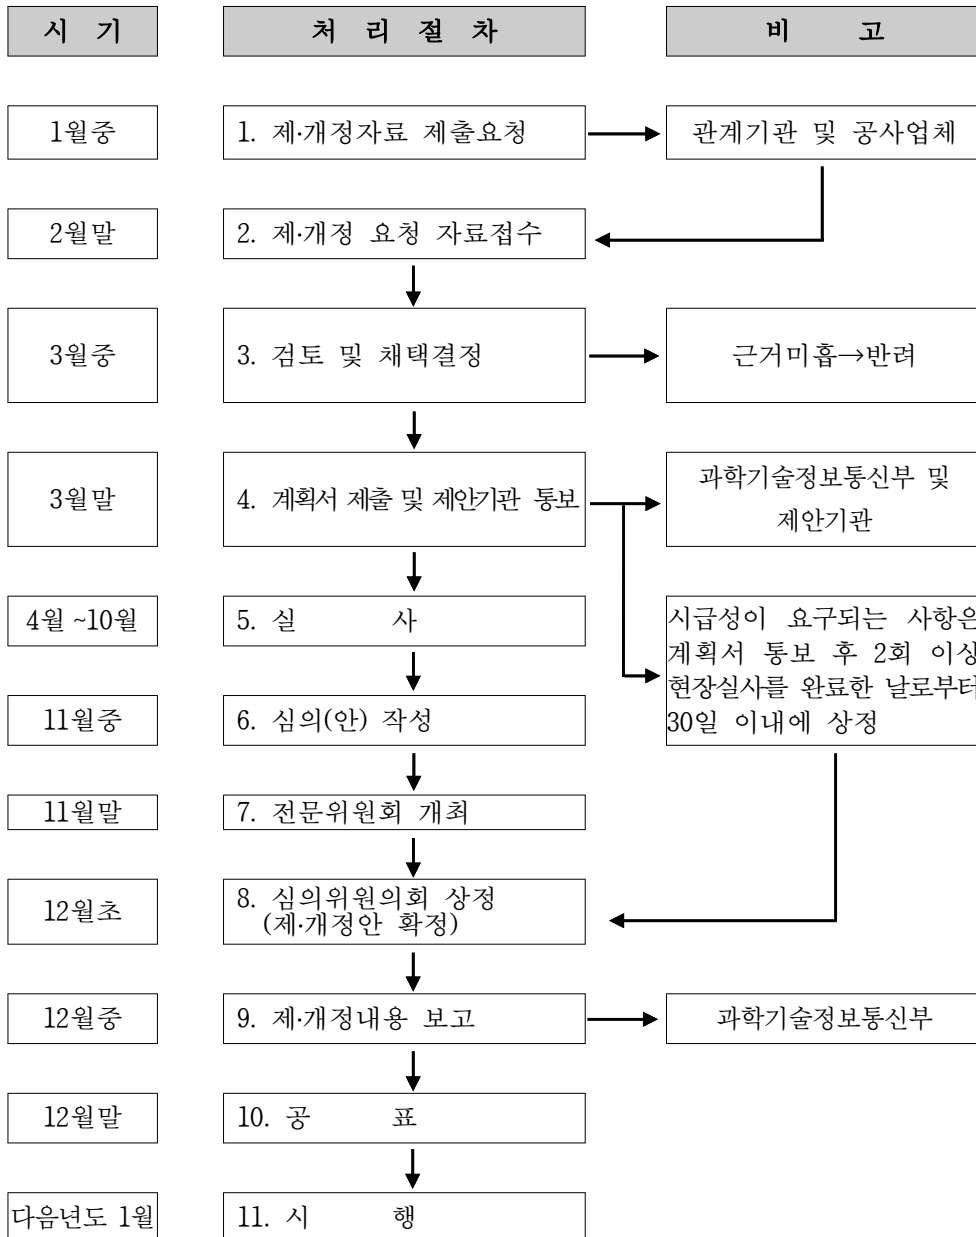 시 기
처 리 절 차
비 고
1월중
1. 제·개정자료 제출요청
관계기관 및 공사업체
2월말
2. 제·개정 요청 자료접수
3월중
3. 검토 및 채택결정
근거미흡→반려
3월말
4. 계획서 제출 및 제안기관 통보
과학기술정보통신부 및
제안기관
4월 ~10월
5. 실 사
시급성이 요구되는 사항은
계획서 통보 후 2회 이상
현장실사를 완료한 날로부터
30일 이내에 상정
11월중
6. 심의(안) 작성
11월말
7. 전문위원회 개최
12월초
8. 심의위원의회 상정
(제·개정안 확정)
12월중
9. 제·개정내용 보고
과학기술정보통신부
12월말
10. 공 표
다음년도 1월
11. 시 행